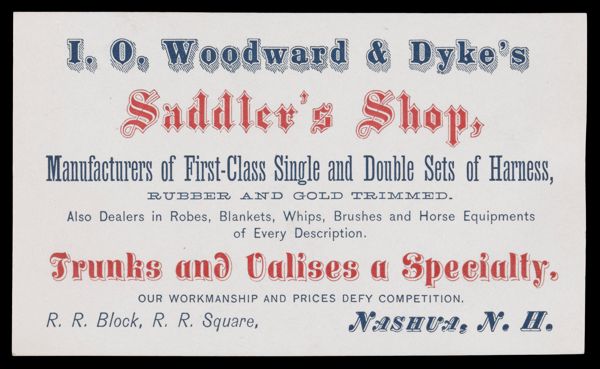 I. O. Woodward & Dyke's
Saddler's Shop,
Manufacturers of First-Class Single and Double Sets of Harness,
RUBBER AND GOLD TRIMMED.
Also Dealers in Robes, Blankets, Whips, Brushes and Horse Equipments
of Every Description.
Trunks and Valises a Specialty.
OUR WORKMANSHIP AND PRICES DEFY COMPETITION.
R. R. Block, R. R. Square,
NASHUA, N. H.